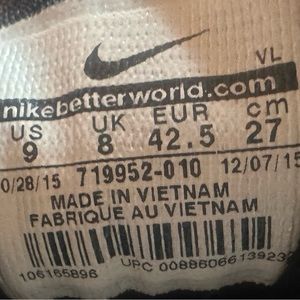 VL
nikebetterworld.com
US UK EUR cm
9 8 42.5 27
0/28/15 719952-010 12/07/15
MADE IN VIETNAM
FABRIQUE AU VIETNAM
106165896
UPC 00886066139237